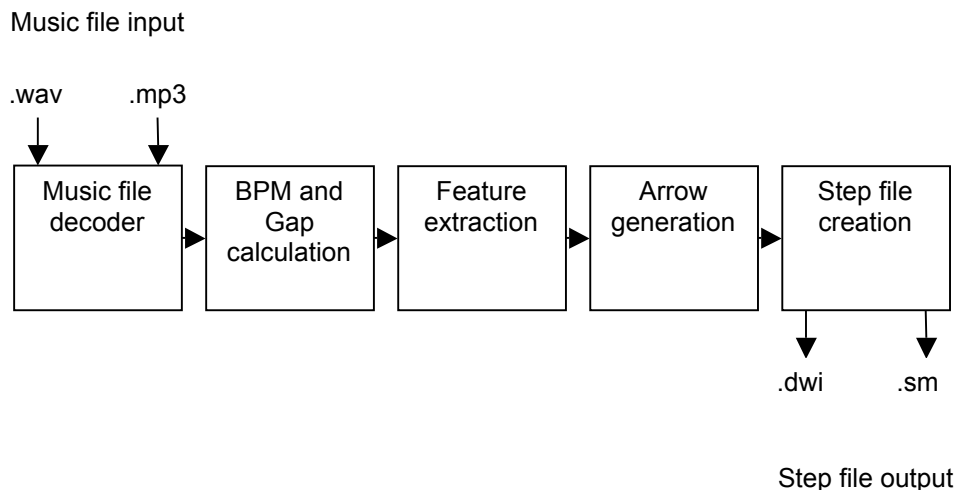 Music file input
.wav
.mp3
Music file
decoder
BPM and
Gap
calculation
Feature
extraction
Arrow
generation
Step file
creation
.dwi
.sm
Step file output